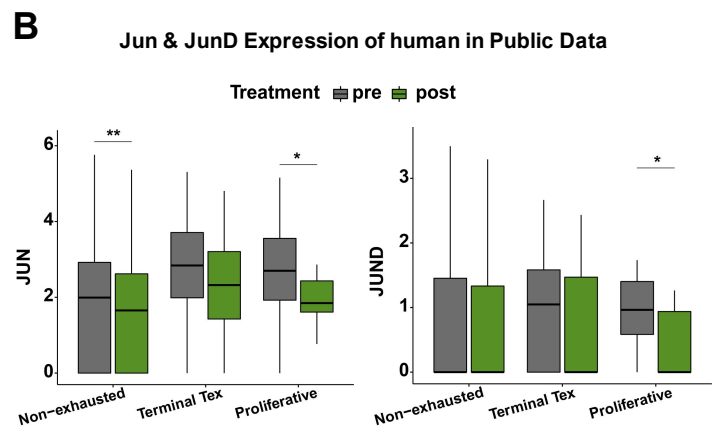 B
Jun & JunD Expression of human in Public Data
Treatment pre post
JUN
6
4
2
0
**
*
Non−exhausted
Terminal Tex
Proliferative
JUND
3
2
1
0
*
Non−exhausted
Terminal Tex
Proliferative